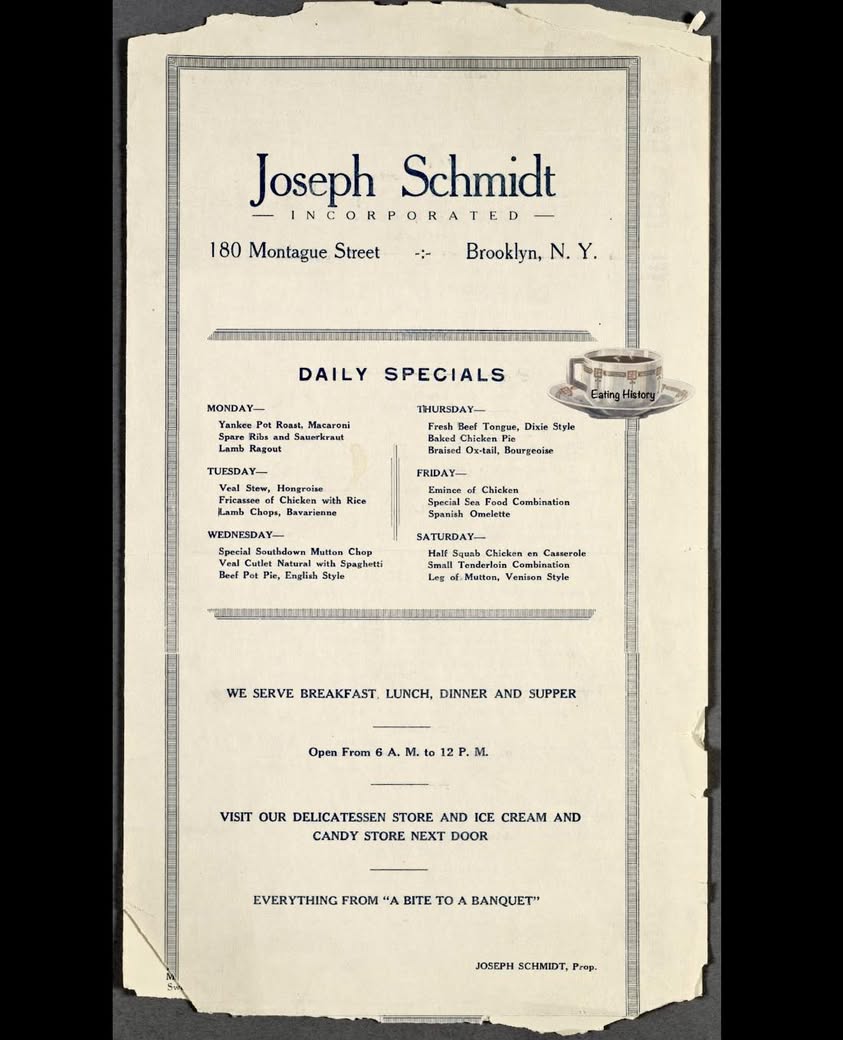 Joseph Schmidt
— INCORPORATED —
180 Montague Street -:- Brooklyn, N. Y.
DAILY SPECIALS
Eating History
MONDAY—
Yankee Pot Roast, Macaroni
Spare Ribs and Sauerkraut
Lamb Ragout
TUESDAY—
Veal Stew, Hongroise
Fricassee of Chicken with Rice
Lamb Chops, Bavarienne
WEDNESDAY—
Special Southdown Mutton Chop
Veal Cutlet Natural with Spaghetti
Beef Pot Pie, English Style
THURSDAY—
Fresh Beef Tongue, Dixie Style
Baked Chicken Pie
Braised Ox-tail, Bourgeoise
FRIDAY—
Emince of Chicken
Special Sea Food Combination
Spanish Omelette
SATURDAY—
Half Squab Chicken en Casserole
Small Tenderloin Combination
Leg of Mutton, Venison Style
WE SERVE BREAKFAST, LUNCH, DINNER AND SUPPER
Open From 6 A. M. to 12 P. M.
VISIT OUR DELICATESSEN STORE AND ICE CREAM AND
CANDY STORE NEXT DOOR
EVERYTHING FROM “A BITE TO A BANQUET”
JOSEPH SCHMIDT, Prop.